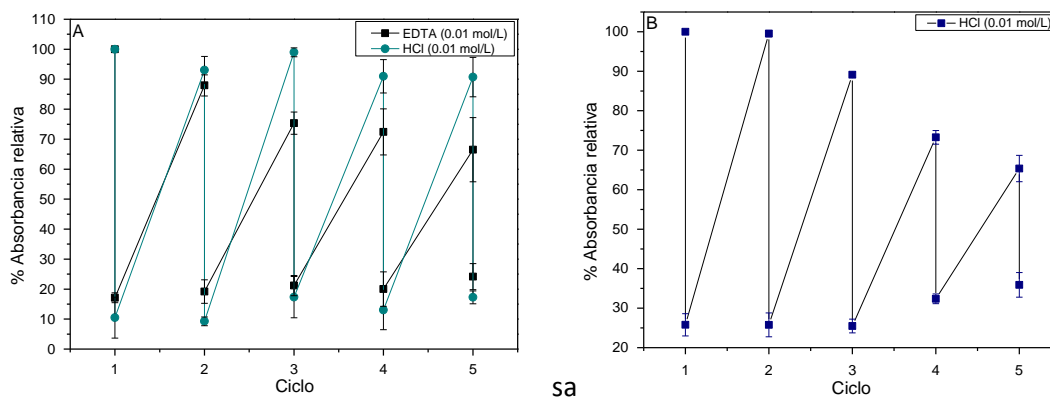 A
EDTA (0.01 mol/L)
HCl (0.01 mol/L)
110
100
90
80
70
60
50
40
30
20
10
0
% Absorbancia relativa
1 2 3 4 5
Ciclo
sa
B
HCl (0.01 mol/L)
100
90
80
70
60
50
40
30
20
% Absorbancia relativa
1 2 3 4 5
Ciclo